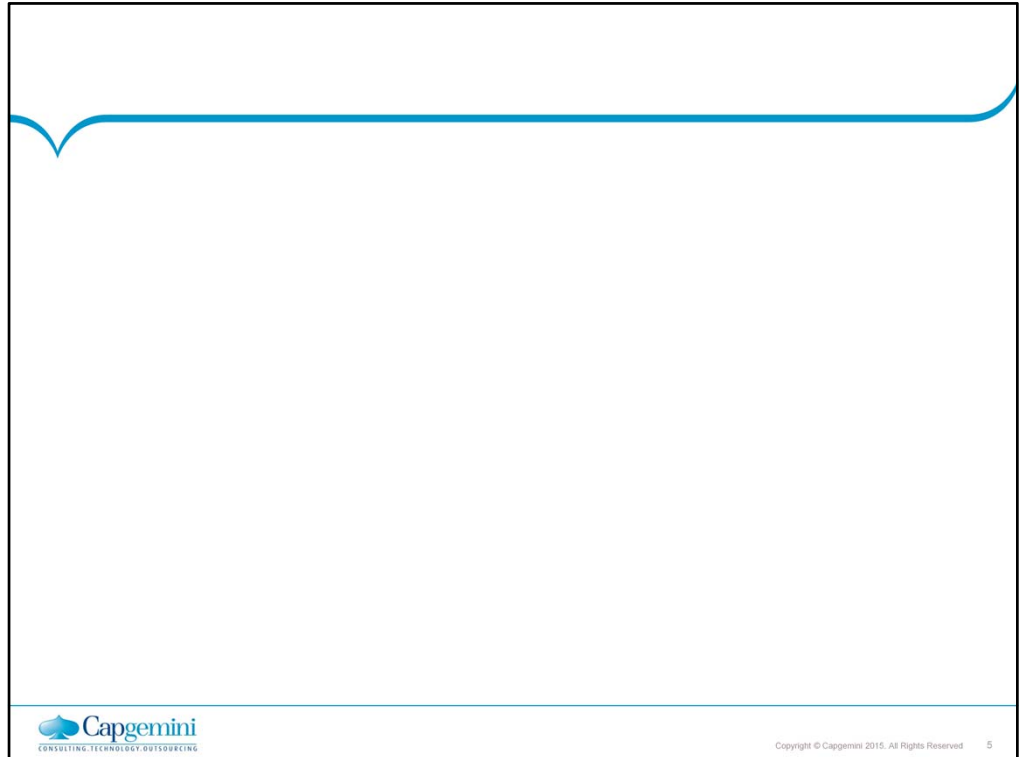 Capgemini
CONSULTING.TECHNOLOGY.OUTSOURCING
Copyright © Capgemini 2015. All Rights Reserved 5